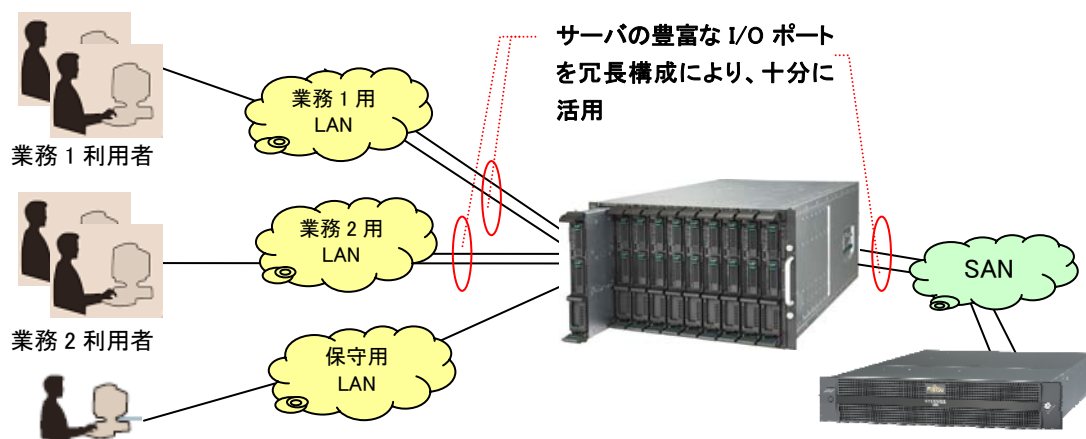 サーバの豊富な I/O ポート
を冗長構成により、十分に
活用
業務 1 用
LAN
業務 1 利用者
業務 2 用
LAN
SAN
業務 2 利用者
保守用
LAN